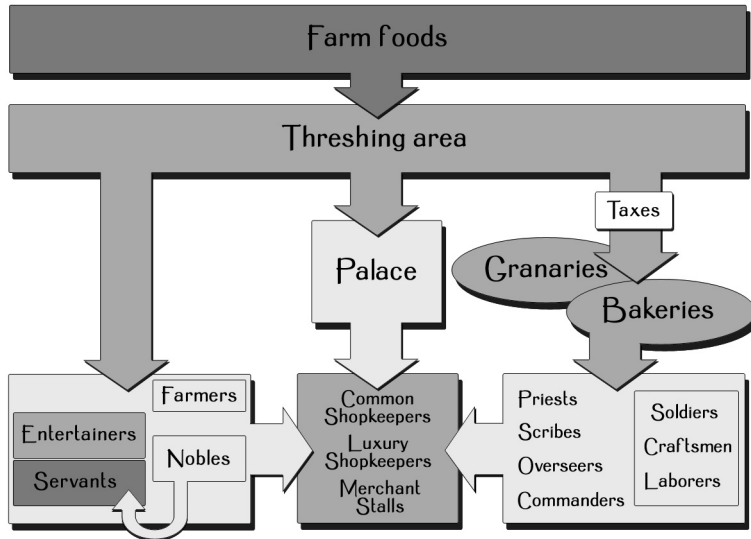 Farm foods
Threshing area
Taxes
Palace
Granaries
Bakeries
Farmers
Entertainers
Nobles
Servants
Common
Shopkeepers
Luxury
Shopkeepers
Merchant
Stalls
Priests
Scribes
Overseers
Commanders
Soldiers
Craftsmen
Laborers